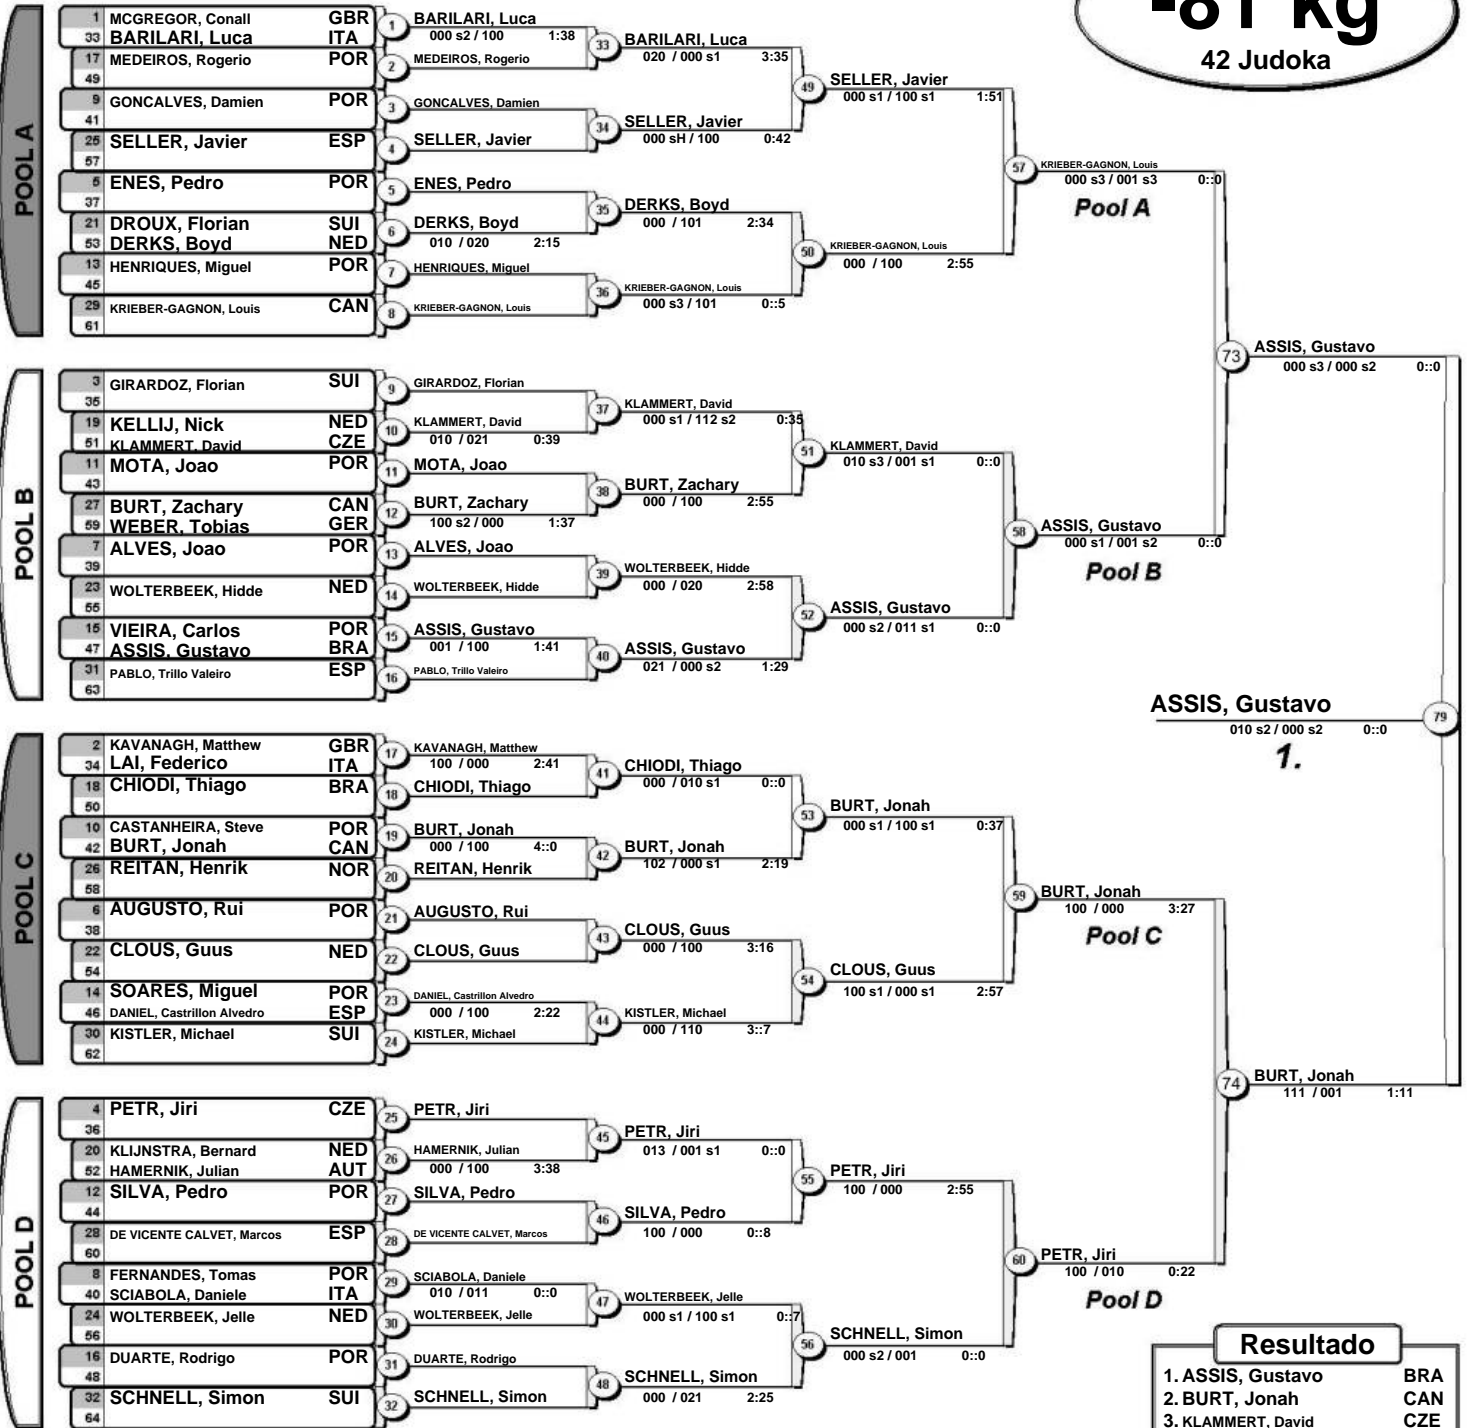 -81 kg
42 Judoka
POOL A
1 MCGREGOR, Conall GBR
33 BARILARI, Luca ITA
17 MEDEIROS, Rogerio POR
49
9 GONCALVES, Damien POR
41
25 SELLER, Javier ESP
57
5 ENES, Pedro POR
37
21 DROUX, Florian SUI
53 DERKS, Boyd NED
13 HENRIQUES, Miguel POR
45
29 KRIEBER-GAGNON, Louis CAN
61
1 BARILARI, Luca
000 s2 / 100 1:38
2 MEDEIROS, Rogerio
3 GONCALVES, Damien
4 SELLER, Javier
5 ENES, Pedro
6 DERKS, Boyd
010 / 020 2:15
7 HENRIQUES, Miguel
8 KRIEBER-GAGNON, Louis
33 BARILARI, Luca
020 / 000 s1 3:35
34 SELLER, Javier
000 sH / 100 0:42
35 DERKS, Boyd
000 / 101 2:34
36 KRIEBER-GAGNON, Louis
000 s3 / 101 0::5
49 SELLER, Javier
000 s1 / 100 s1 1:51
50 KRIEBER-GAGNON, Louis
000 / 100 2:55
57 KRIEBER-GAGNON, Louis
000 s3 / 001 s3 0::0
Pool A
POOL B
3 GIRARDOZ, Florian SUI
35
19 KELLIJ, Nick NED
51 KLAMMERT, David CZE
11 MOTA, Joao POR
43
27 BURT, Zachary CAN
59 WEBER, Tobias GER
7 ALVES, Joao POR
39
23 WOLTERBEEK, Hidde NED
55
15 VIEIRA, Carlos POR
47 ASSIS, Gustavo BRA
31 PABLO, Trillo Valeiro ESP
63
9 GIRARDOZ, Florian
10 KLAMMERT, David
010 / 021 0:39
11 MOTA, Joao
12 BURT, Zachary
100 s2 / 000 1:37
13 ALVES, Joao
14 WOLTERBEEK, Hidde
15 ASSIS, Gustavo
001 / 100 1:41
16 PABLO, Trillo Valeiro
37 KLAMMERT, David
000 s1 / 112 s2 0:35
38 BURT, Zachary
000 / 100 2:55
39 WOLTERBEEK, Hidde
000 / 020 2:58
40 ASSIS, Gustavo
021 / 000 s2 1:29
51 KLAMMERT, David
010 s3 / 001 s1 0::0
52 ASSIS, Gustavo
000 s2 / 011 s1 0::0
58 ASSIS, Gustavo
000 s1 / 001 s2 0::0
Pool B
73 ASSIS, Gustavo
000 s3 / 000 s2 0::0
ASSIS, Gustavo 79
010 s2 / 000 s2 0::0
1.
POOL C
2 KAVANAGH, Matthew GBR
34 LAI, Federico ITA
18 CHIODI, Thiago BRA
50
10 CASTANHEIRA, Steve POR
42 BURT, Jonah CAN
26 REITAN, Henrik NOR
58
6 AUGUSTO, Rui POR
38
22 CLOUS, Guus NED
54
14 SOARES, Miguel POR
46 DANIEL, Castrillon Alvedro ESP
30 KISTLER, Michael SUI
62
17 KAVANAGH, Matthew
100 / 000 2:41
18 CHIODI, Thiago
19 BURT, Jonah
000 / 100 4::0
20 REITAN, Henrik
21 AUGUSTO, Rui
22 CLOUS, Guus
23 DANIEL, Castrillon Alvedro
000 / 100 2:22
24 KISTLER, Michael
41 CHIODI, Thiago
000 / 010 s1 0::0
42 BURT, Jonah
102 / 000 s1 2:19
43 CLOUS, Guus
000 / 100 3:16
44 KISTLER, Michael
000 / 110 3::7
53 BURT, Jonah
000 s1 / 100 s1 0:37
54 CLOUS, Guus
100 s1 / 000 s1 2:57
59 BURT, Jonah
100 / 000 3:27
Pool C
POOL D
4 PETR, Jiri CZE
36
20 KLIJNSTRA, Bernard NED
52 HAMERNIK, Julian AUT
12 SILVA, Pedro POR
44
28 DE VICENTE CALVET, Marcos ESP
60
8 FERNANDES, Tomas POR
40 SCIABOLA, Daniele ITA
24 WOLTERBEEK, Jelle NED
56
16 DUARTE, Rodrigo POR
48
32 SCHNELL, Simon SUI
64
25 PETR, Jiri
26 HAMERNIK, Julian
000 / 100 3:38
27 SILVA, Pedro
28 DE VICENTE CALVET, Marcos
29 SCIABOLA, Daniele
010 / 011 0::0
30 WOLTERBEEK, Jelle
31 DUARTE, Rodrigo
32 SCHNELL, Simon
45 PETR, Jiri
013 / 001 s1 0::0
46 SILVA, Pedro
100 / 000 0::8
47 WOLTERBEEK, Jelle
000 s1 / 100 s1 0::7
48 SCHNELL, Simon
000 / 021 2:25
55 PETR, Jiri
100 / 000 2:55
56 SCHNELL, Simon
000 s2 / 001 0::0
60 PETR, Jiri
100 / 010 0:22
Pool D
74 BURT, Jonah
111 / 001 1:11
Resultado
1. ASSIS, Gustavo BRA
2. BURT, Jonah CAN
3. KLAMMERT, David CZE